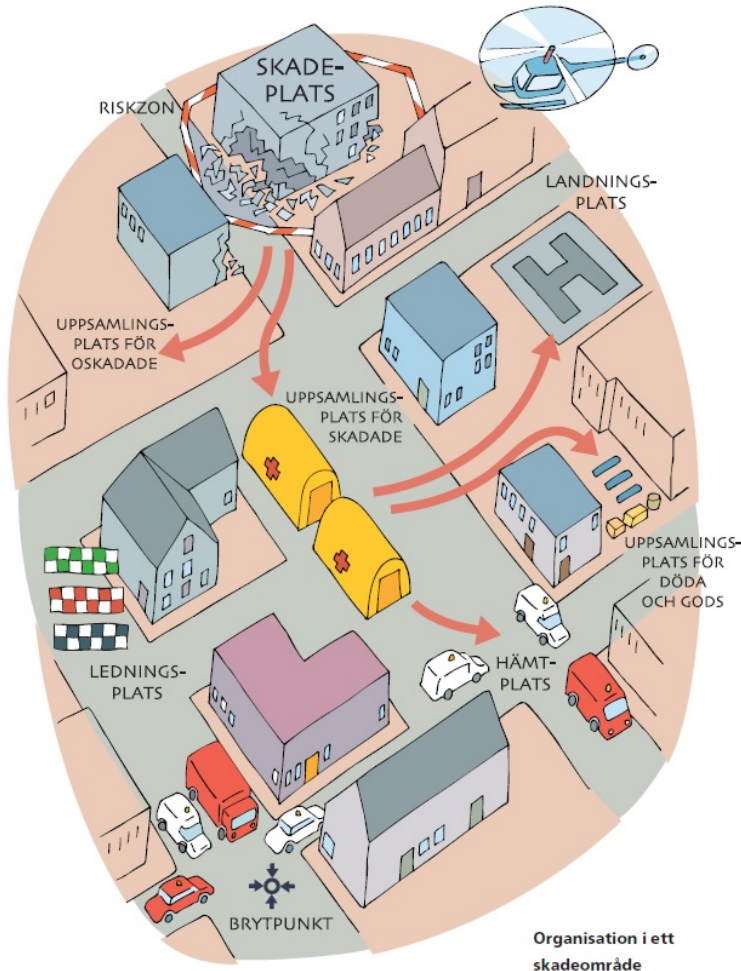 SKADE-
PLATS
RISKZON
LANDNINGS-
PLATS
H
UPPSAMLINGS-
PLATS FÖR
OSKADADE
UPPSAMLINGS-
PLATS FÖR
SKADADE
UPPSAMLINGS-
PLATS FÖR
DÖDA
OCH GODS
LEDNINGS-
PLATS
HÄMT-
PLATS
BRYTPUNKT
Organisation i ett
skadeområde